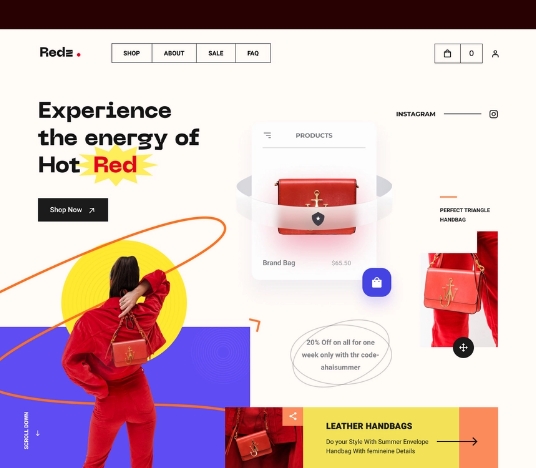 Redz.
SHOP ABOUT SALE FAQ 0
Experience
the energy of
Hot Red
INSTAGRAM
Shop Now
PRODUCTS
Brand Bag $65.50
PERFECT TRIANGLE
HANDBAG
20% Off on all for one
week only with thr code-
ahaisumer
SCROLL DOWN
LEATHER HANDBAGS
Do your Style With Summer Envelope
Handbag With femineine Details